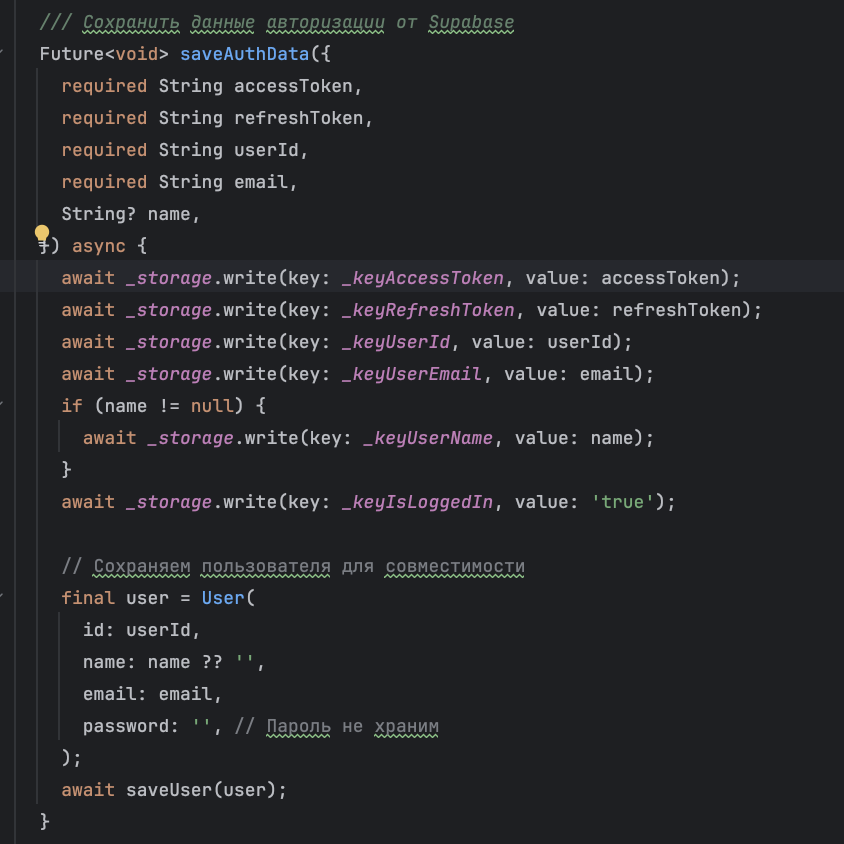 /// Сохранить данные авторизации от Supabase
Future<void> saveAuthData({
  required String accessToken,
  required String refreshToken,
  required String userId,
  required String email,
  String? name,
}) async {
  await _storage.write(key: _keyAccessToken, value: accessToken);
  await _storage.write(key: _keyRefreshToken, value: refreshToken);
  await _storage.write(key: _keyUserId, value: userId);
  await _storage.write(key: _keyUserEmail, value: email);
  if (name != null) {
    await _storage.write(key: _keyUserName, value: name);
  }
  await _storage.write(key: _keyIsLoggedIn, value: 'true');

  // Сохраняем пользователя для совместимости
  final user = User(
    id: userId,
    name: name ?? '',
    email: email,
    password: '', // Пароль не храним
  );
  await saveUser(user);
}